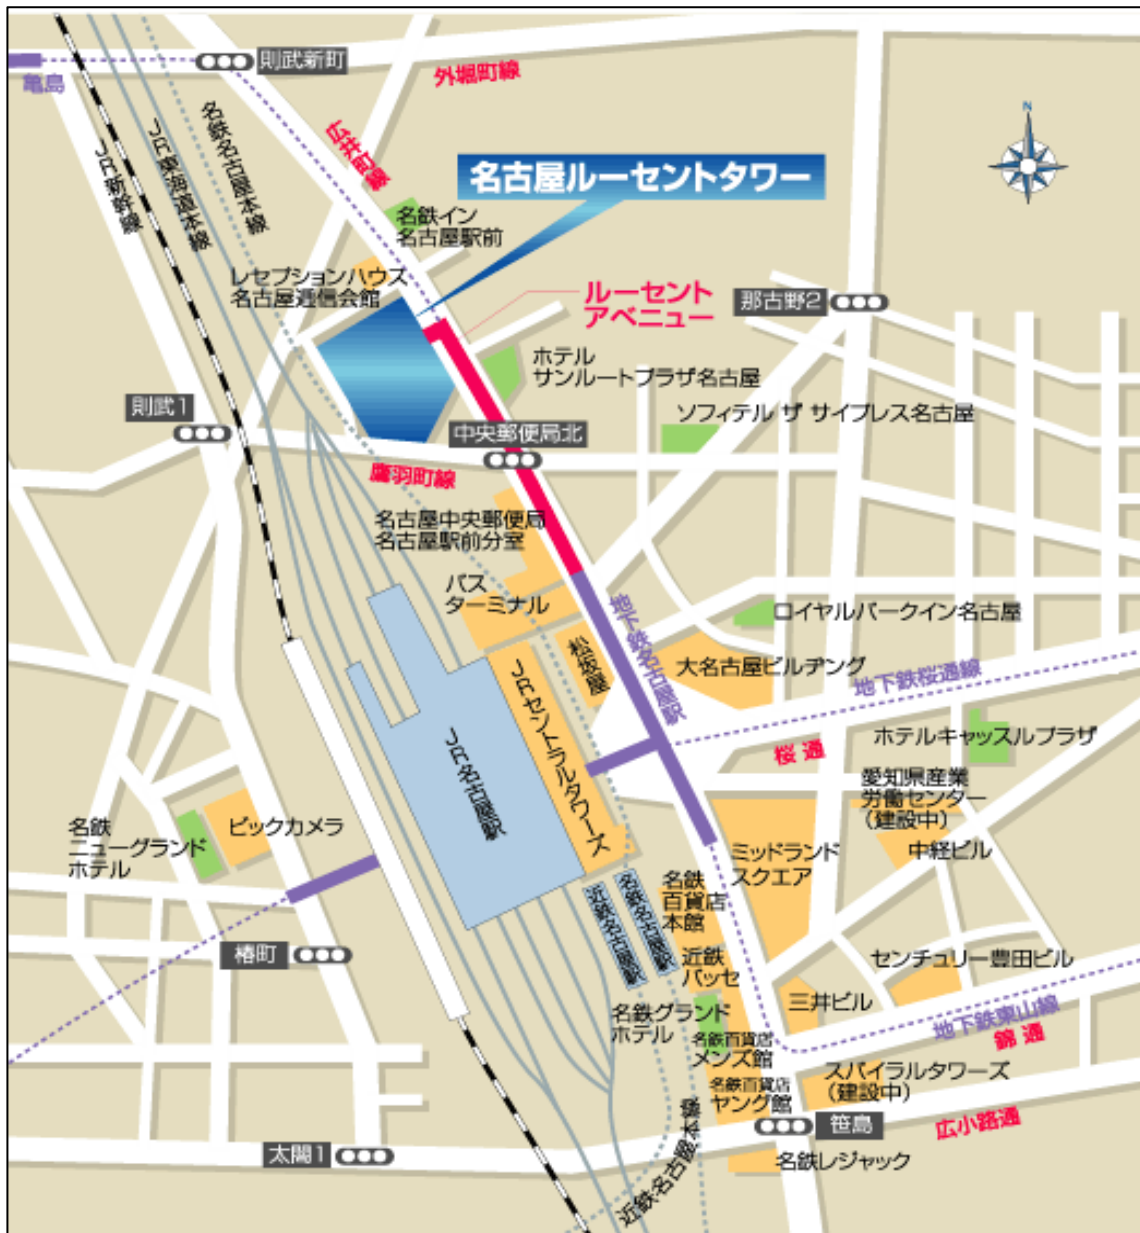 則武新町
外堀町線
亀島
名鉄名古屋本線
JR東海道本線
JR新幹線
広井町線
N
名古屋ルーセントタワー
名鉄イン
名古屋駅前
レセプションハウス
名古屋逓信会館
ルーセント
アベニュー
那古野2
ホテル
サンルートプラザ名古屋
則武1
ソフィテル ザ サイプレス名古屋
中央郵便局北
鷹羽町線
名古屋中央郵便局
名古屋駅前分室
バス
ターミナル
地下鉄名古屋駅
ロイヤルパークイン名古屋
松坂屋
大名古屋ビルヂング
地下鉄桜通線
JRセントラルタワーズ
JR名古屋駅
桜通
ホテルキャッスルプラザ
愛知県産業
労働センター
(建設中)
名鉄
ニューグランド
ホテル
ビックカメラ
中経ビル
ミッドランド
スクエア
名鉄
百貨店
本館
近鉄名古屋駅
名鉄名古屋駅
椿町
近鉄
パッセ
センチュリー豊田ビル
三井ビル
地下鉄東山線
錦通
名鉄グランド
ホテル
名鉄百貨店
メンズ館
スパイラルタワーズ
(建設中)
名鉄百貨店
ヤング館
笹島
広小路通
近鉄名古屋本線
太閤1
名鉄レジャック